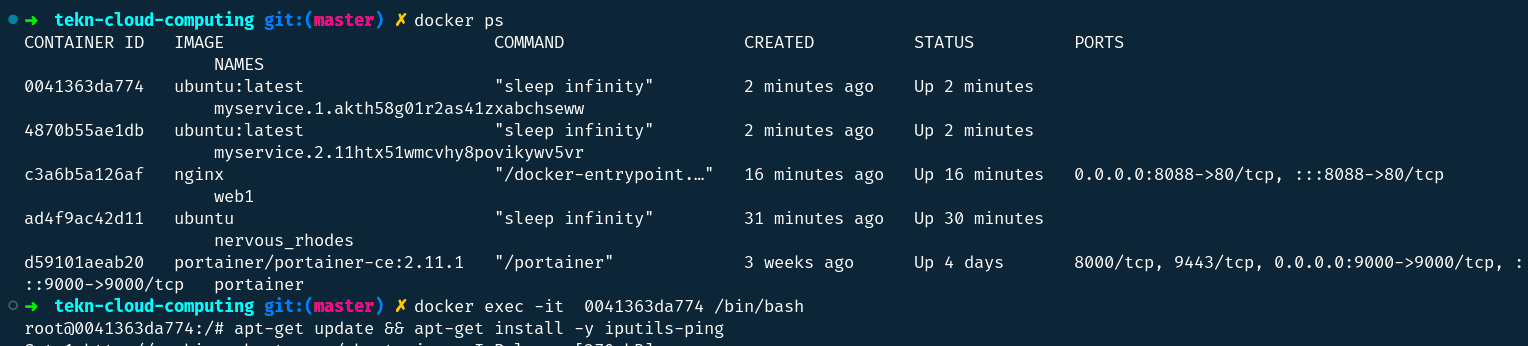 ➜ tekn-cloud-computing git:(master) ✗ docker ps
CONTAINER ID IMAGE COMMAND CREATED STATUS PORTS
NAMES
0041363da774 ubuntu:latest "sleep infinity" 2 minutes ago Up 2 minutes
myservice.1.akth58g01r2as41zxabchseww
4870b55ae1db ubuntu:latest "sleep infinity" 2 minutes ago Up 2 minutes
myservice.2.11htx51wmcvhy8povikywv5vr
c3a6b5a126af nginx "/docker-entrypoint.…" 16 minutes ago Up 16 minutes 0.0.0.0:8088->80/tcp, :::8088->80/tcp
web1
ad4f9ac42d11 ubuntu "sleep infinity" 31 minutes ago Up 30 minutes
nervous_rhodes
d59101aeab20 portainer/portainer-ce:2.11.1 "/portainer" 3 weeks ago Up 4 days 8000/tcp, 9443/tcp, 0.0.0.0:9000->9000/tcp, :
::9000->9000/tcp portainer
➜ tekn-cloud-computing git:(master) ✗ docker exec -it 0041363da774 /bin/bash
root@0041363da774:/# apt-get update && apt-get install -y iputils-ping